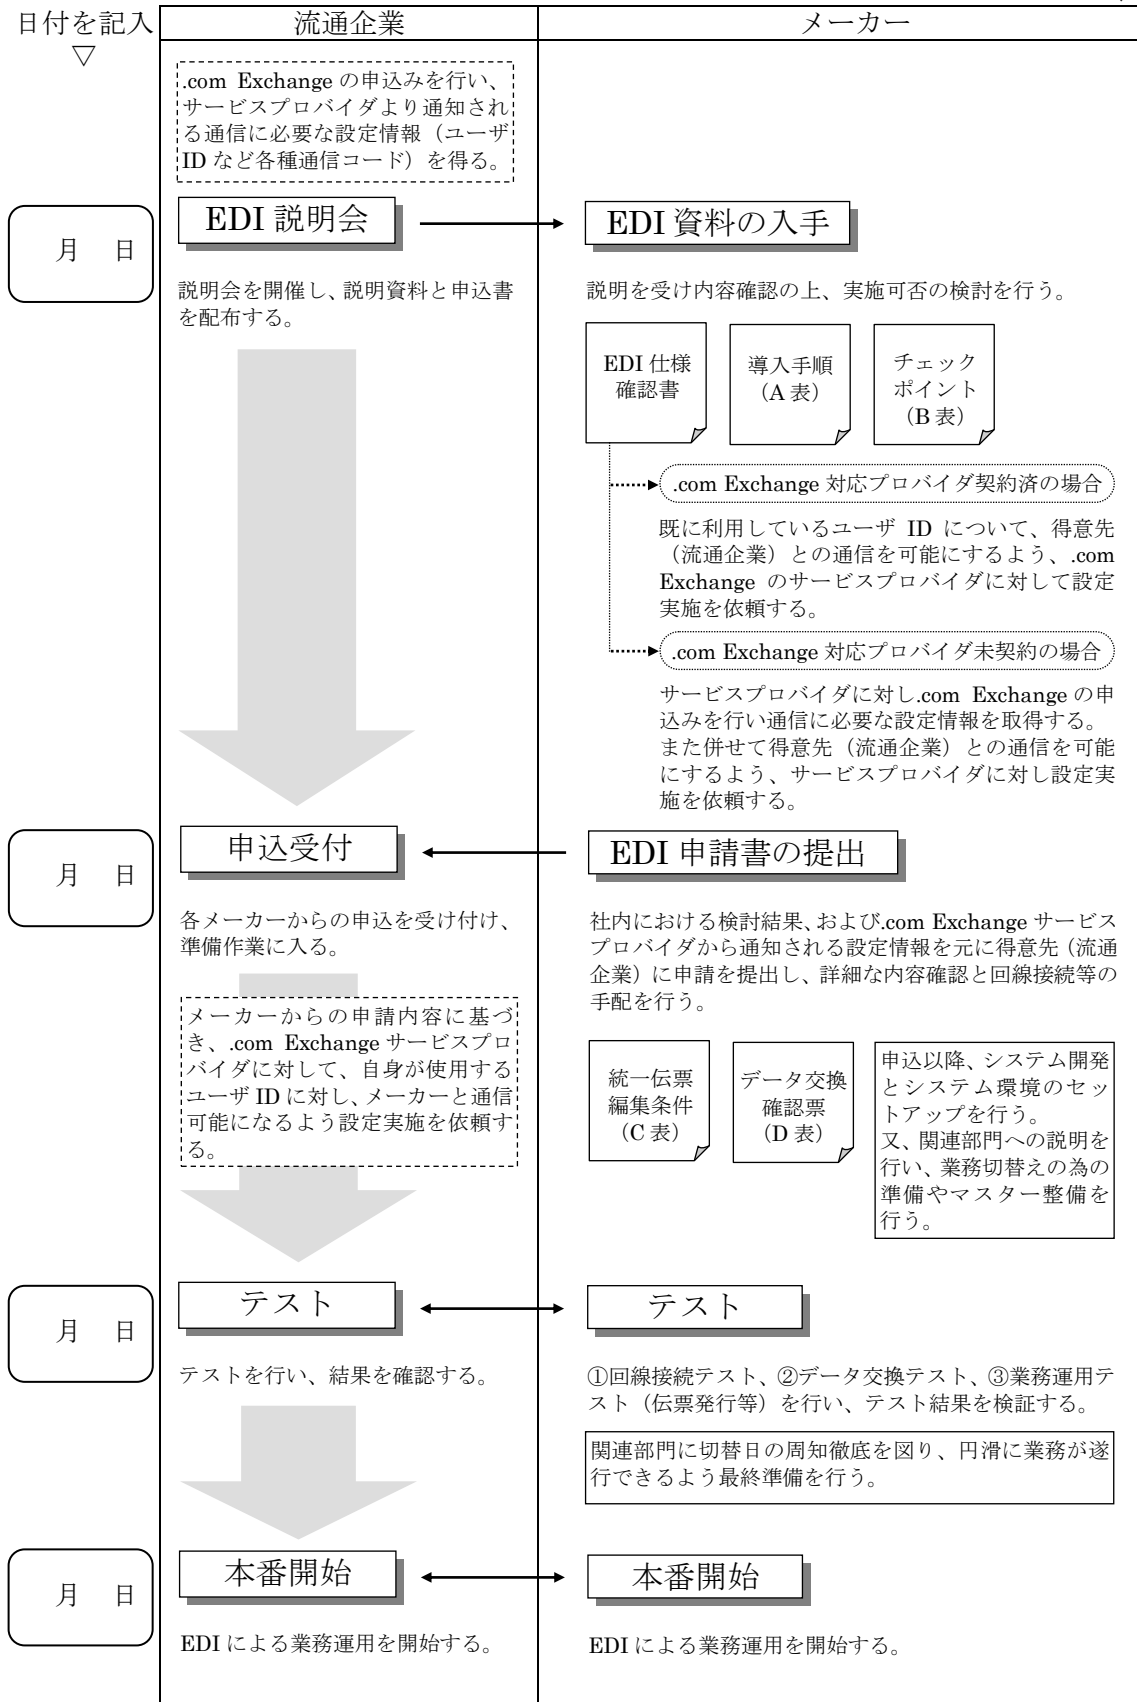 日付を記入
▽
流通企業
メーカー
.com Exchange の申込みを行い、
サービスプロバイダより通知され
る通信に必要な設定情報（ユーザ
ID など各種通信コード）を得る。
月 日
EDI 説明会
EDI 資料の入手
説明会を開催し、説明資料と申込書
を配布する。
説明を受け内容確認の上、実施可否の検討を行う。
EDI 仕様
確認書
導入手順
（A 表）
チェック
ポイント
（B 表）
.com Exchange 対応プロバイダ契約済の場合
既に利用しているユーザ ID について、得意先
（流通企業）との通信を可能にするよう、.com
Exchange のサービスプロバイダに対して設定
実施を依頼する。
.com Exchange 対応プロバイダ未契約の場合
サービスプロバイダに対し.com Exchange の申
込みを行い通信に必要な設定情報を取得する。
また併せて得意先（流通企業）との通信を可能
にするよう、サービスプロバイダに対し設定実
施を依頼する。
月 日
申込受付
EDI 申請書の提出
各メーカーからの申込を受け付け、
準備作業に入る。
社内における検討結果、および.com Exchange サービス
プロバイダから通知される設定情報を元に得意先（流通
企業）に申請を提出し、詳細な内容確認と回線接続等の
手配を行う。
メーカーからの申請内容に基づ
き、.com Exchange サービスプロ
バイダに対して、自身が使用する
ユーザ ID に対し、メーカーと通信
可能になるよう設定実施を依頼す
る。
統一伝票
編集条件
（C 表）
データ交換
確認票
（D 表）
申込以降、システム開発
とシステム環境のセッ
トアップを行う。
又、関連部門への説明を
行い、業務切替えの為の
準備やマスター整備を
行う。
月 日
テスト
テスト
テストを行い、結果を確認する。
①回線接続テスト、②データ交換テスト、③業務運用テ
スト（伝票発行等）を行い、テスト結果を検証する。
関連部門に切替日の周知徹底を図り、円滑に業務が遂
行できるよう最終準備を行う。
月 日
本番開始
本番開始
EDI による業務運用を開始する。
EDI による業務運用を開始する。